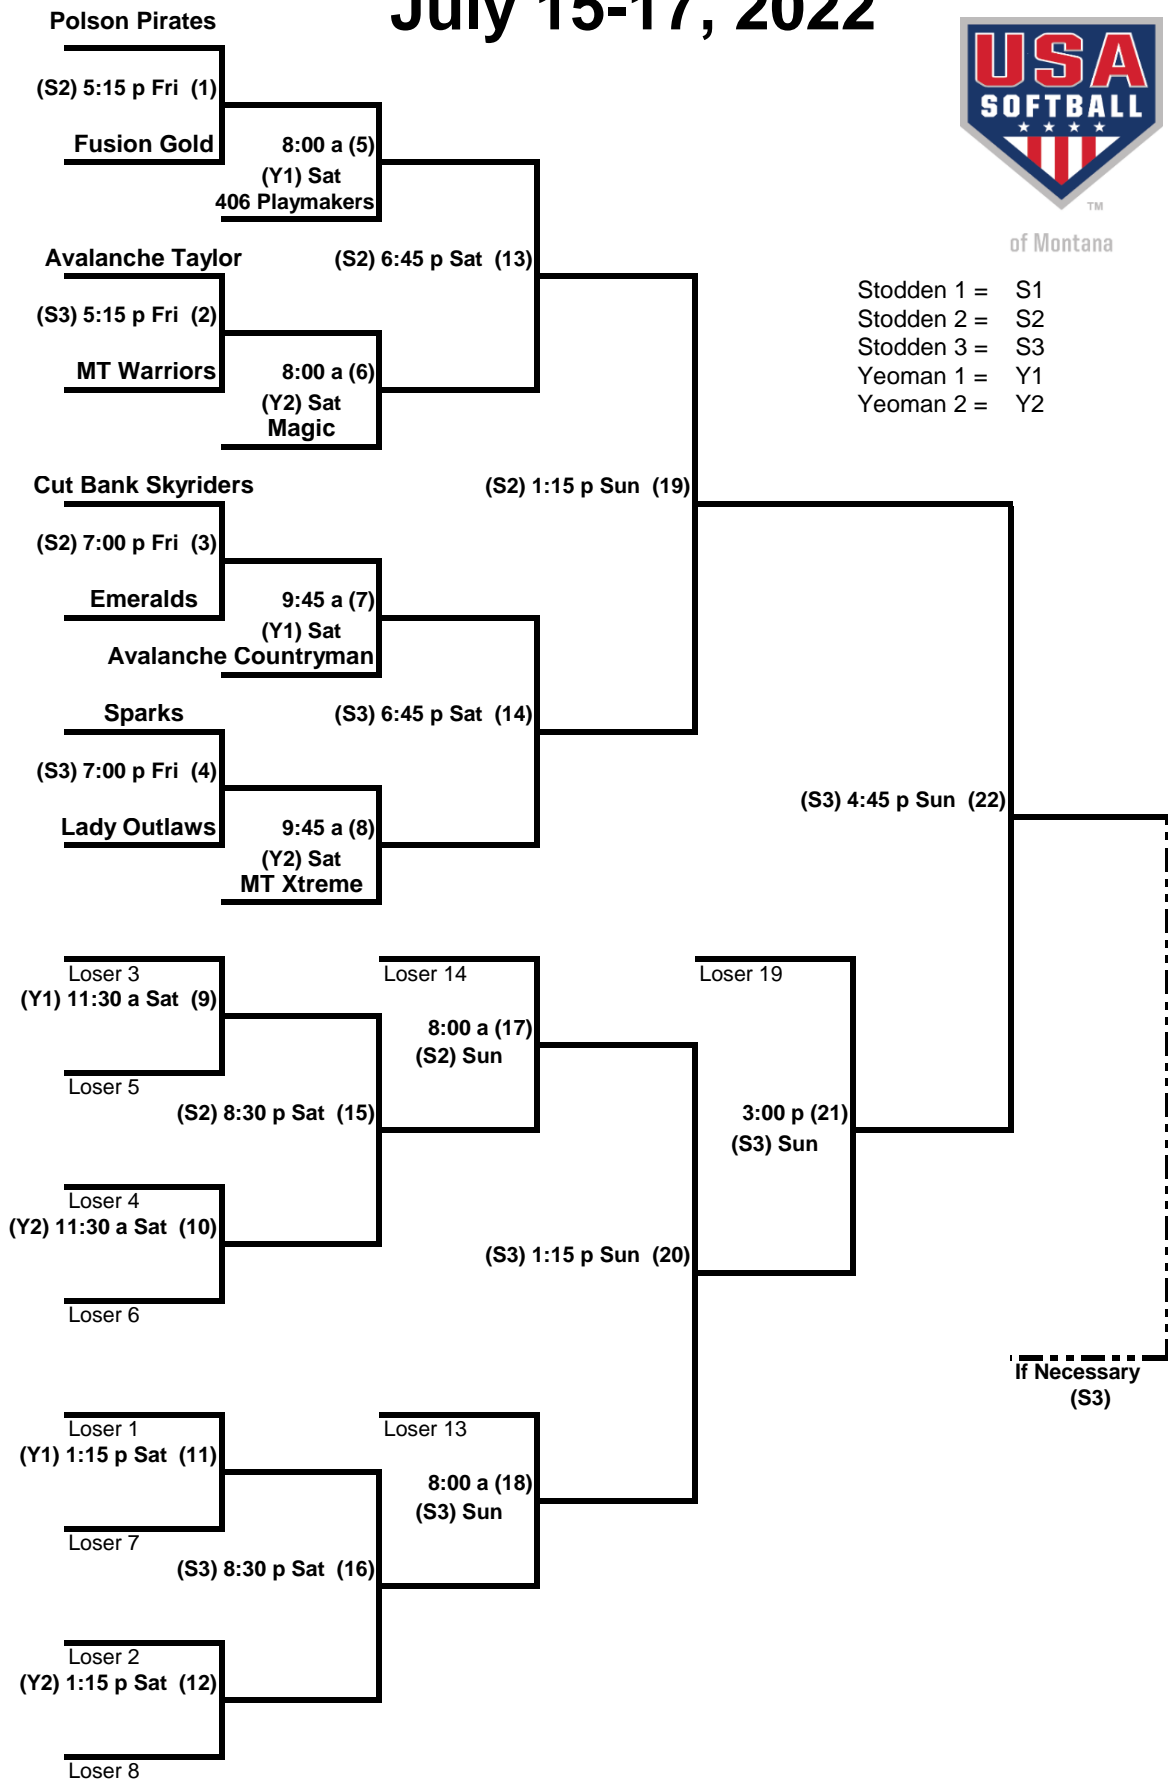 July 15-17, 2022
USA
SOFTBALL
TM
of Montana
Stodden 1 = S1
Stodden 2 = S2
Stodden 3 = S3
Yeoman 1 = Y1
Yeoman 2 = Y2
Polson Pirates
(S2) 5:15 p Fri (1)
Fusion Gold
8:00 a (5)
(Y1) Sat
406 Playmakers
Avalanche Taylor
(S2) 6:45 p Sat (13)
(S3) 5:15 p Fri (2)
MT Warriors
8:00 a (6)
(Y2) Sat
Magic
Cut Bank Skyriders
(S2) 1:15 p Sun (19)
(S2) 7:00 p Fri (3)
Emeralds
9:45 a (7)
(Y1) Sat
Avalanche Countryman
Sparks
(S3) 6:45 p Sat (14)
(S3) 7:00 p Fri (4)
(S3) 4:45 p Sun (22)
Lady Outlaws
9:45 a (8)
(Y2) Sat
MT Xtreme
Loser 3
Loser 14
Loser 19
(Y1) 11:30 a Sat (9)
8:00 a (17)
(S2) Sun
Loser 5
(S2) 8:30 p Sat (15)
3:00 p (21)
(S3) Sun
Loser 4
(Y2) 11:30 a Sat (10)
(S3) 1:15 p Sun (20)
Loser 6
If Necessary
(S3)
Loser 1
Loser 13
(Y1) 1:15 p Sat (11)
8:00 a (18)
(S3) Sun
Loser 7
(S3) 8:30 p Sat (16)
Loser 2
(Y2) 1:15 p Sat (12)
Loser 8